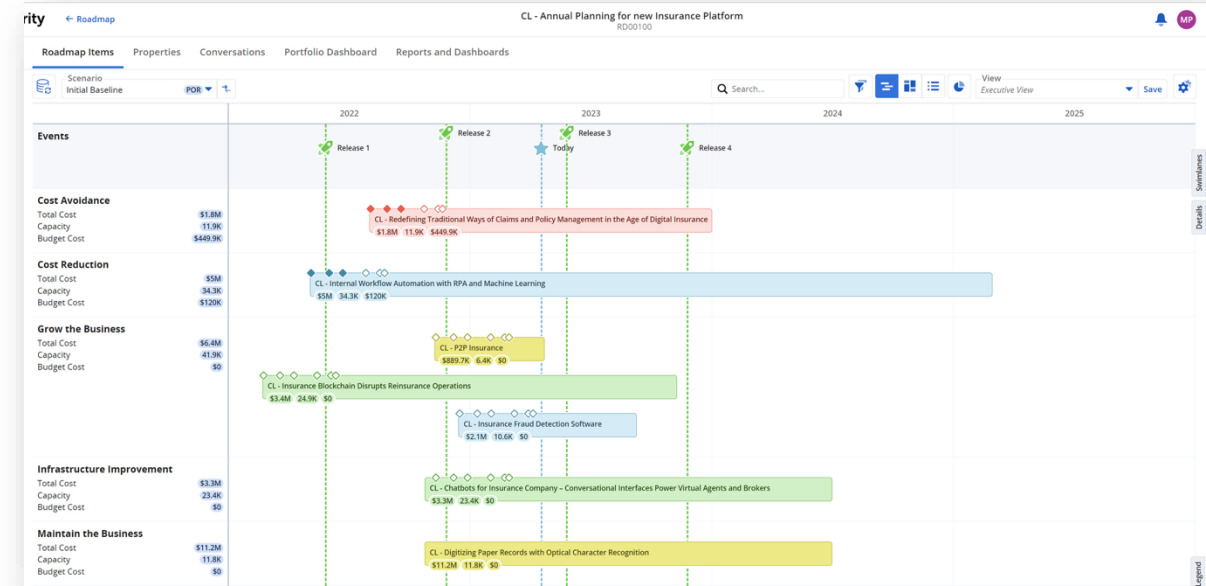 rity
← Roadmap
CL - Annual Planning for new Insurance Platform
RD00100
MP
Roadmap Items
Properties
Conversations
Portfolio Dashboard
Reports and Dashboards
Scenario
Initial Baseline
POR
Search...
View
Executive View
Save
2022
2023
2024
2025
Events
Release 1
Release 2
Today
Release 3
Release 4
Swimlanes
Details
Legend
Cost Avoidance
Total Cost $1.8M
Capacity 11.9K
Budget Cost $449.9K
CL - Redefining Traditional Ways of Claims and Policy Management in the Age of Digital Insurance
$1.8M 11.9K $449.9K
Cost Reduction
Total Cost $5M
Capacity 34.3K
Budget Cost $120K
CL - Internal Workflow Automation with RPA and Machine Learning
$5M 34.3K $120K
Grow the Business
Total Cost $6.4M
Capacity 41.9K
Budget Cost $0
CL - P2P Insurance
$889.7K 6.4K $0
CL - Insurance Blockchain Disrupts Reinsurance Operations
$3.4M 24.9K $0
CL - Insurance Fraud Detection Software
$2.1M 10.6K $0
Infrastructure Improvement
Total Cost $3.3M
Capacity 23.4K
Budget Cost $0
CL - Chatbots for Insurance Company – Conversational Interfaces Power Virtual Agents and Brokers
$3.3M 23.4K $0
Maintain the Business
Total Cost $11.2M
Capacity 11.8K
Budget Cost $0
CL - Digitizing Paper Records with Optical Character Recognition
$11.2M 11.8K $0